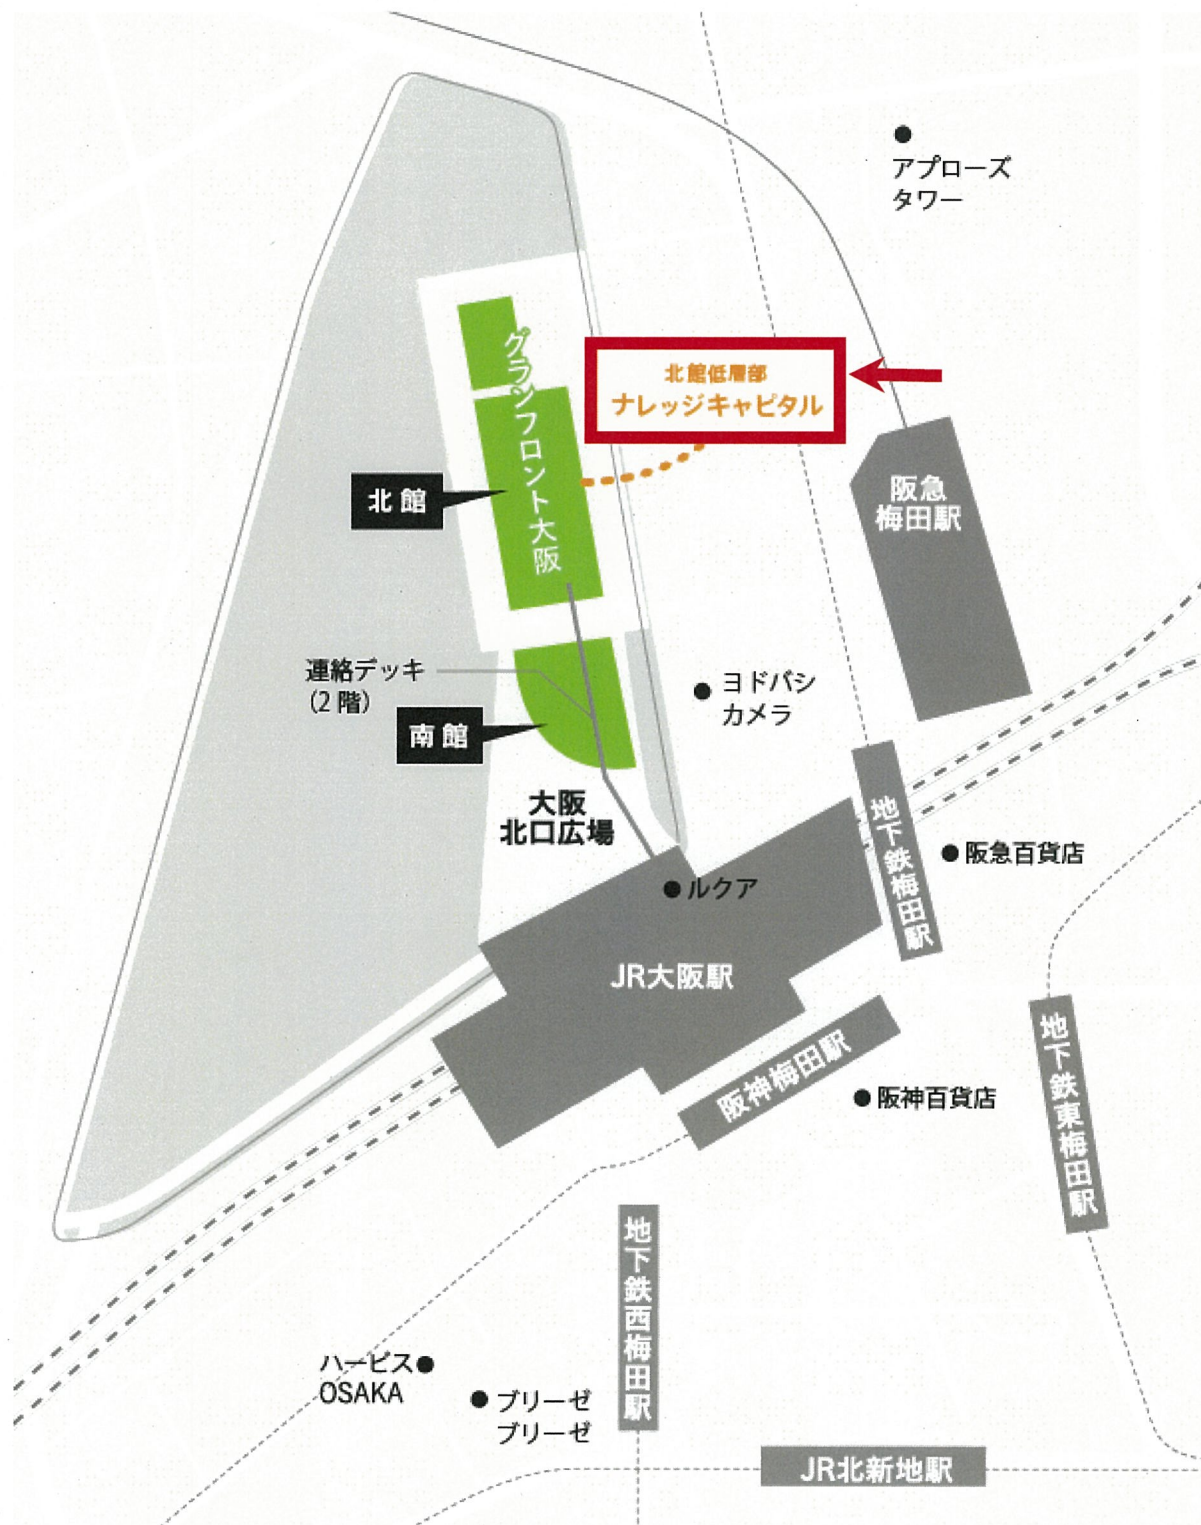 アプローズ
タワー
グランフロント大阪
北館低層部
ナレッジキャピタル
北館
阪急
梅田駅
連絡デッキ
(2階)
南館
ヨドバシ
カメラ
大阪
北口広場
地下鉄梅田駅
阪急百貨店
ルクア
JR大阪駅
阪神梅田駅
阪神百貨店
地下鉄東梅田駅
地下鉄西梅田駅
ハービス
OSAKA
ブリーゼ
ブリーゼ
JR北新地駅